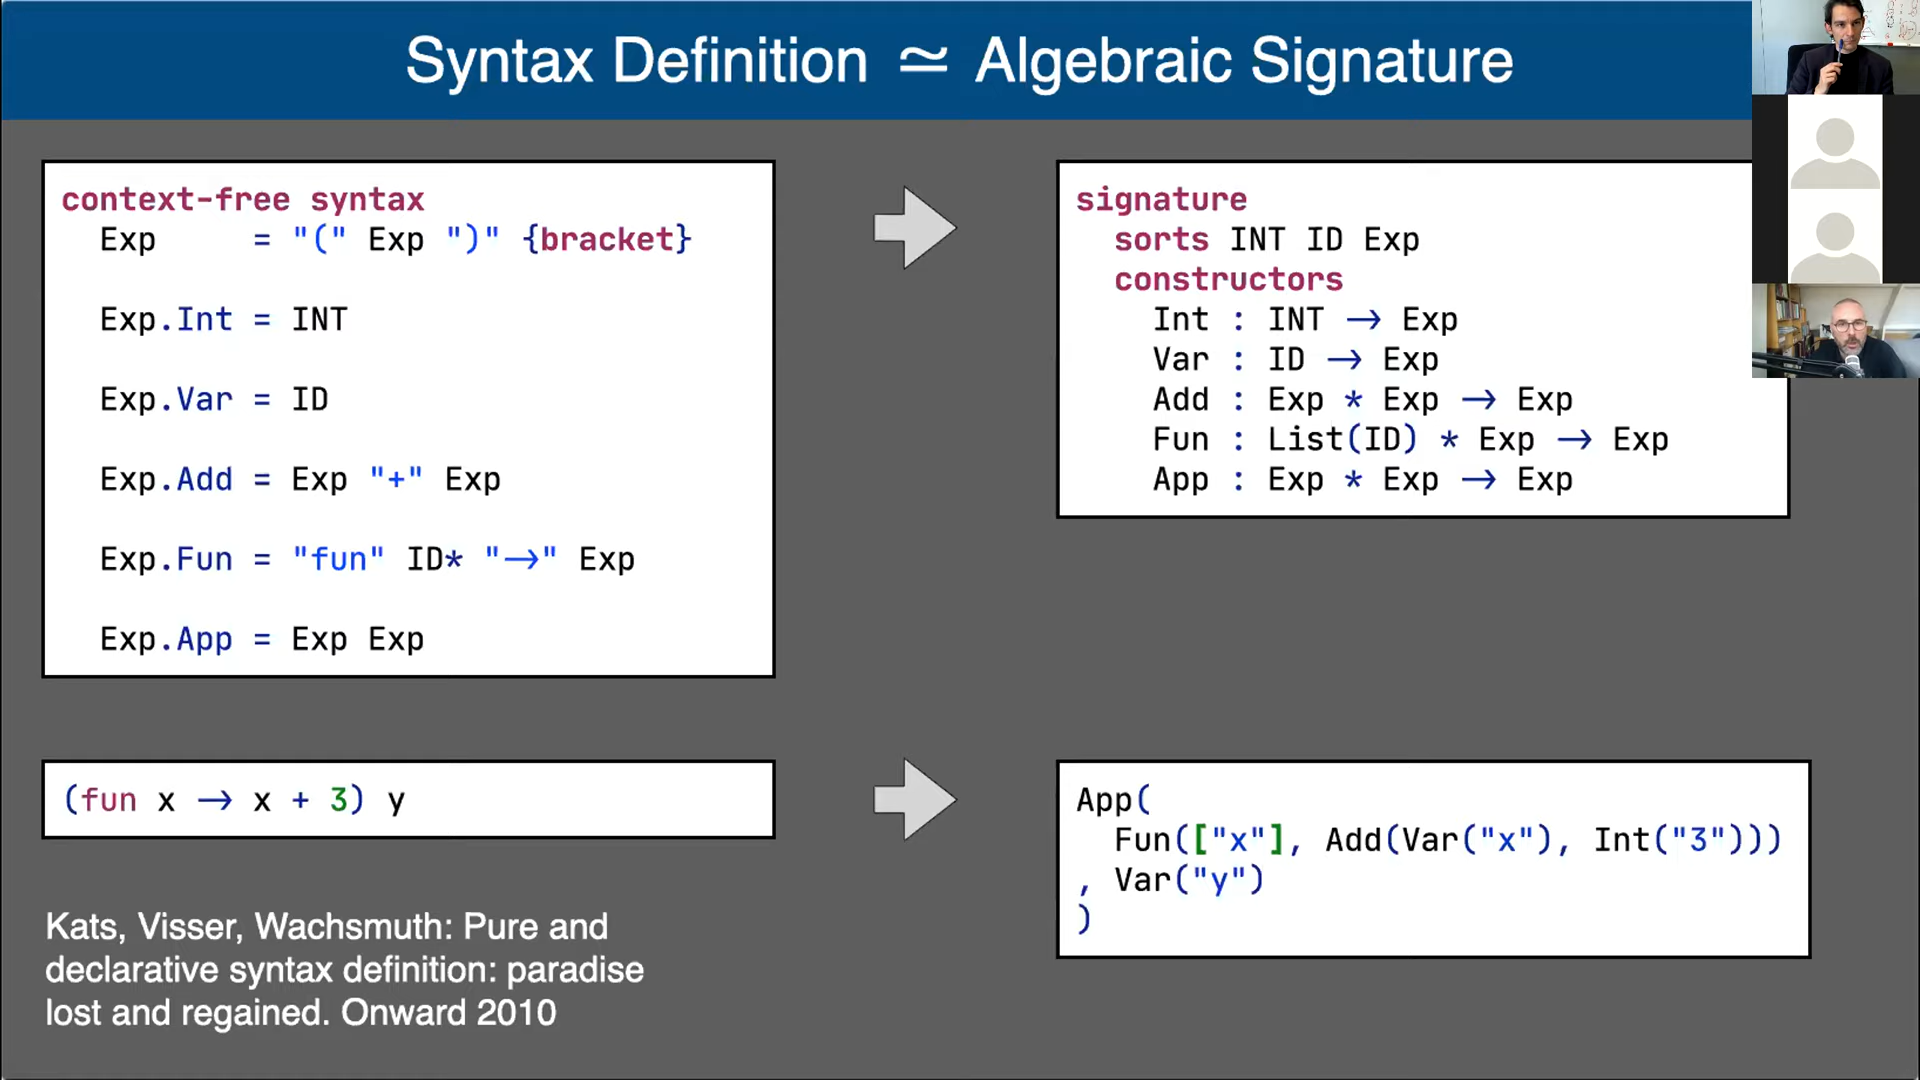 Syntax Definition ≃ Algebraic Signature
context-free syntax
Exp = "(" Exp ")" {bracket}
Exp.Int = INT
Exp.Var = ID
Exp.Add = Exp "+" Exp
Exp.Fun = "fun" ID* "→" Exp
Exp.App = Exp Exp
signature
sorts INT ID Exp
constructors
Int : INT → Exp
Var : ID → Exp
Add : Exp * Exp → Exp
Fun : List(ID) * Exp → Exp
App : Exp * Exp → Exp
(fun x → x + 3) y
App(
Fun(["x"], Add(Var("x"), Int("3")))
, Var("y")
)
Kats, Visser, Wachsmuth: Pure and
declarative syntax definition: paradise
lost and regained. Onward 2010